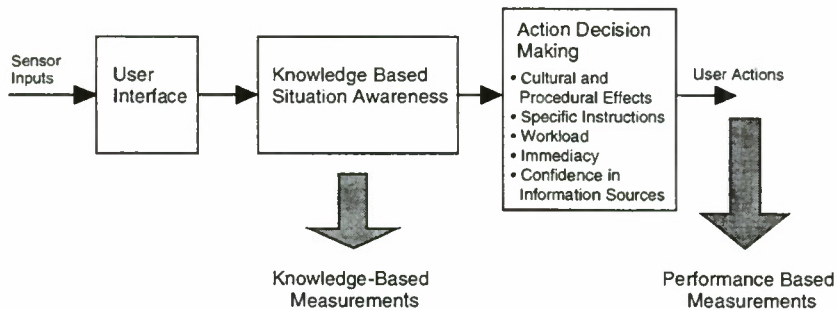 Sensor
Inputs
User
Interface
Knowledge Based
Situation Awareness
Action Decision
Making
• Cultural and
Procedural Effects
• Specific Instructions
• Workload
• Immediacy
• Confidence in
Information Sources
User Actions
Knowledge-Based
Measurements
Performance Based
Measurements